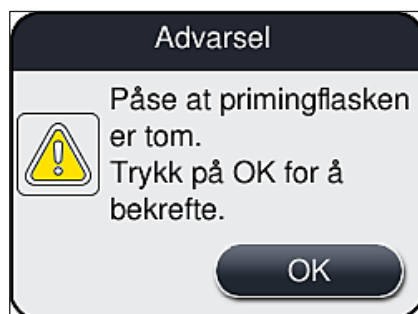 Advarsel
Påse at primingflasken
er tom.
Trykk på OK for å
bekrefte.
OK